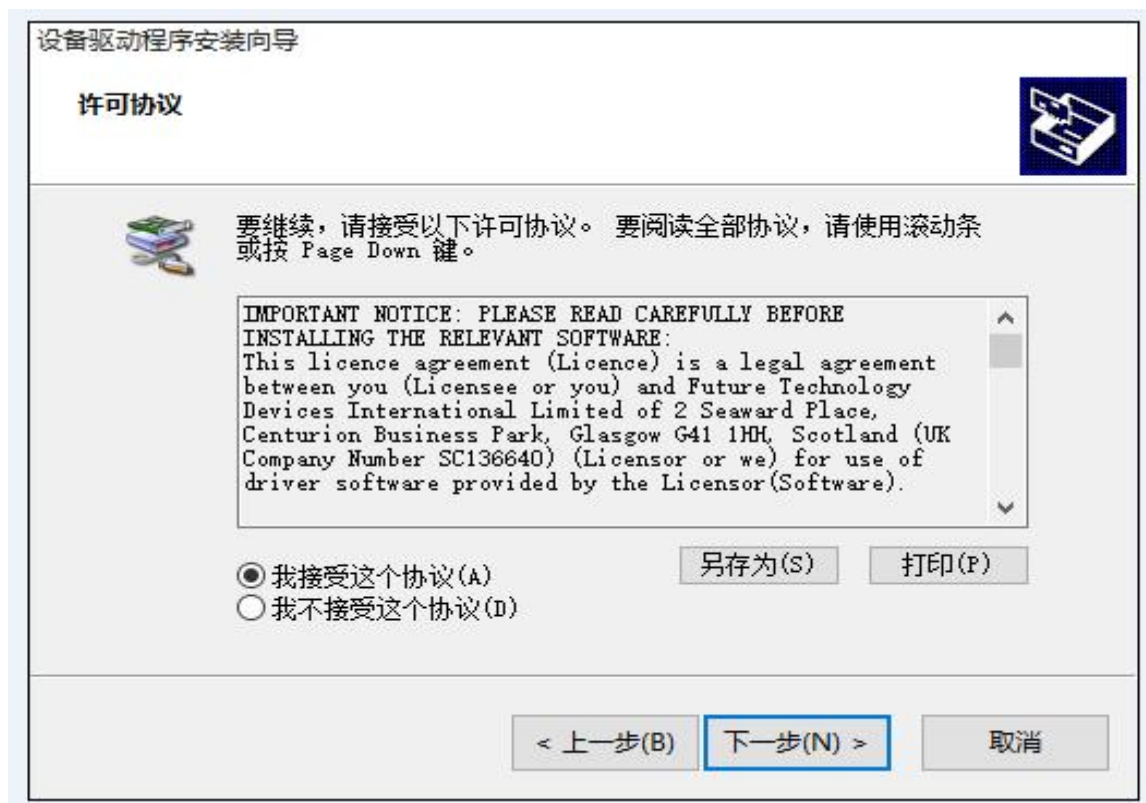 设备驱动程序安装向导
许可协议
要继续，请接受以下许可协议。 要阅读全部协议，请使用滚动条
或按 Page Down 键。
IMPORTANT NOTICE: PLEASE READ CAREFULLY BEFORE
INSTALLING THE RELEVANT SOFTWARE:
This licence agreement (Licence) is a legal agreement
between you (Licensee or you) and Future Technology
Devices International Limited of 2 Seaward Place,
Centurion Business Park, Glasgow G41 1HH, Scotland (UK
Company Number SC136640) (Licensor or we) for use of
driver software provided by the Licensor(Software).
另存为(S) 打印(P)
我接受这个协议(A)
我不接受这个协议(D)
< 上一步(B) 下一步(N) > 取消